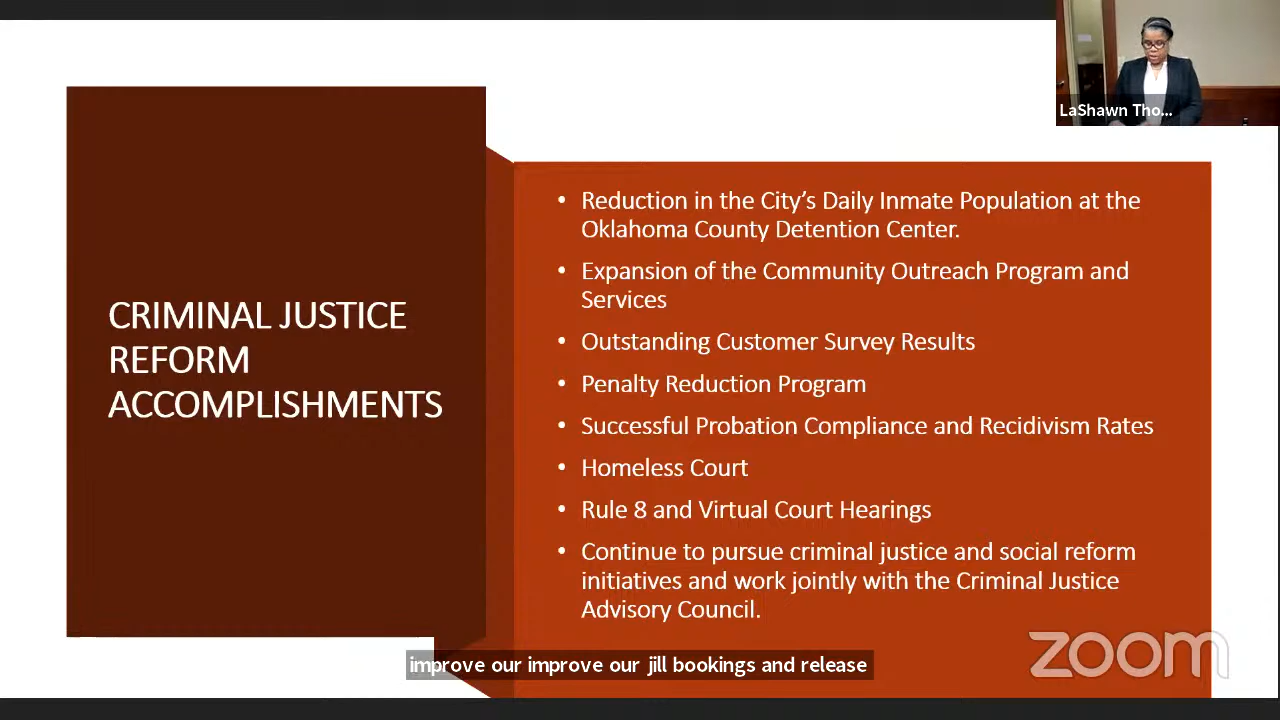 LaShawn Tho...
CRIMINAL JUSTICE
REFORM
ACCOMPLISHMENTS
• Reduction in the City's Daily Inmate Population at the
Oklahoma County Detention Center.
• Expansion of the Community Outreach Program and
Services
• Outstanding Customer Survey Results
• Penalty Reduction Program
• Successful Probation Compliance and Recidivism Rates
• Homeless Court
• Rule 8 and Virtual Court Hearings
• Continue to pursue criminal justice and social reform
initiatives and work jointly with the Criminal Justice
Advisory Council.
zoom
improve our improve our jill bookings and release